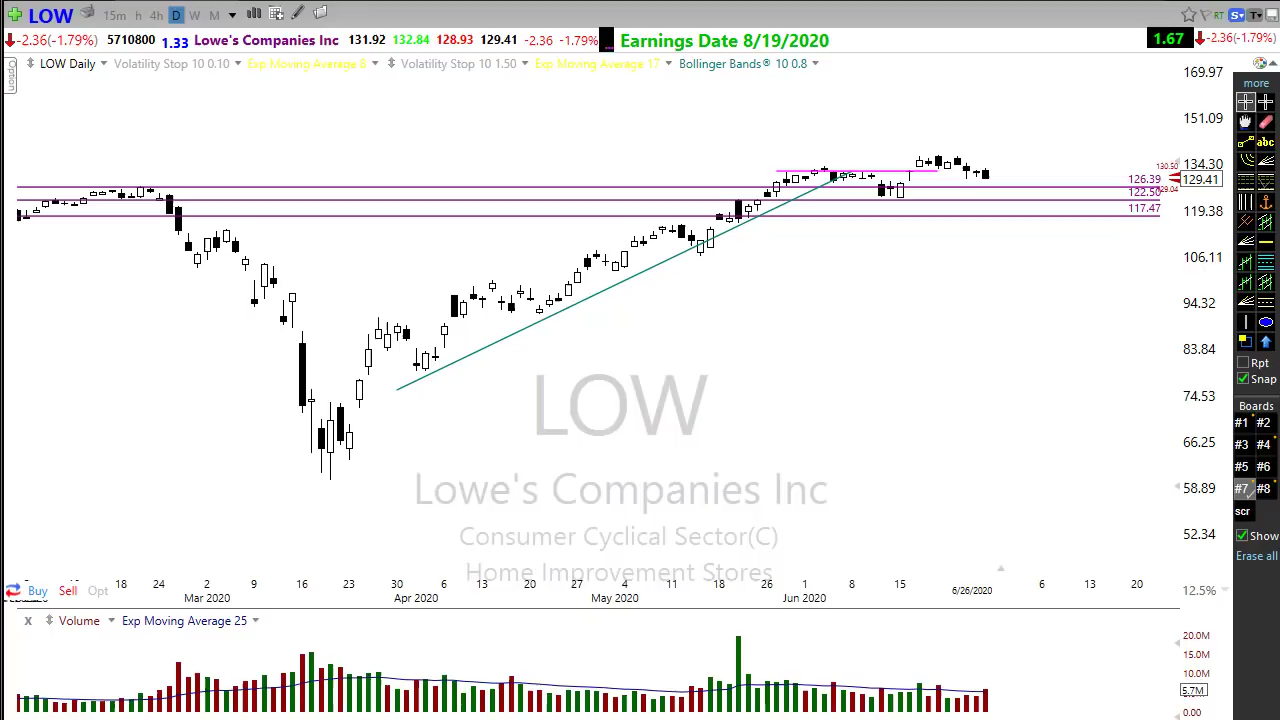 LOW 15m h 4h D W M RT S T
-2.36(-1.79%) 5710800 1.33 Lowe's Companies Inc 131.92 132.84 128.93 129.41 -2.36 -1.79% Earnings Date 8/19/2020 1.67 -2.36(-1.79%)
Option LOW Daily Volatility Stop 10 0.10 Exp Moving Average 8 Volatility Stop 10 1.50 Exp Moving Average 17 Bollinger Bands® 10 0.8
169.97
more
151.09
abc
134.30
130.50
126.39 129.41
122.50 129.04
117.47 119.38
106.11
94.32
83.84
Rpt
Snap
74.53
LOW
Boards
#1 #2
#3 #4
66.25
#5 #6
58.89
#7 #8
Lowe's Companies Inc
scr
52.34
Consumer Cyclical Sector(C)
Show
Erase all
Home Improvement Stores
18 24 2 9 16 23 30 6 13 20 27 4 11 18 26 1 8 15 6/26/2020 6 13 20
Buy Sell Opt 12.5%
Mar 2020 Apr 2020 May 2020 Jun 2020
x Volume Exp Moving Average 25
20.0M
15.0M
10.0M
5.7M
0.00